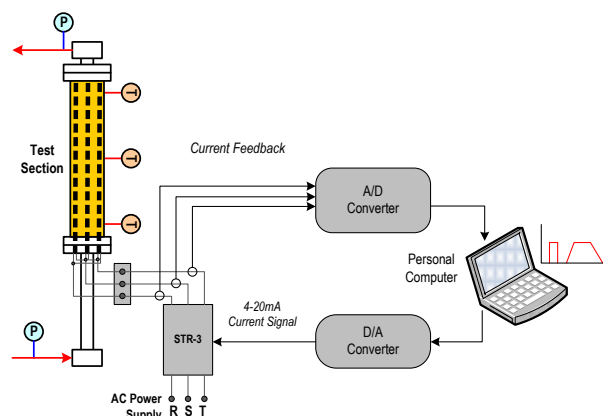 P
T
Test
Section
T
T
Current Feedback
A/D
Converter
Personal
Computer
P
4-20mA
Current Signal
STR-3
D/A
Converter
AC Power
Supply
R S T